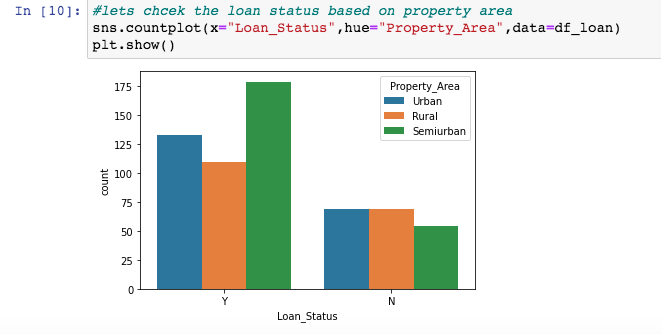 In [10]: #lets chcek the loan status based on property area
sns.countplot(x="Loan_Status",hue="Property_Area",data=df_loan)
plt.show()
Property_Area
Urban
Rural
Semiurban
175
150
125
100
75
50
25
0
count
Y N
Loan_Status